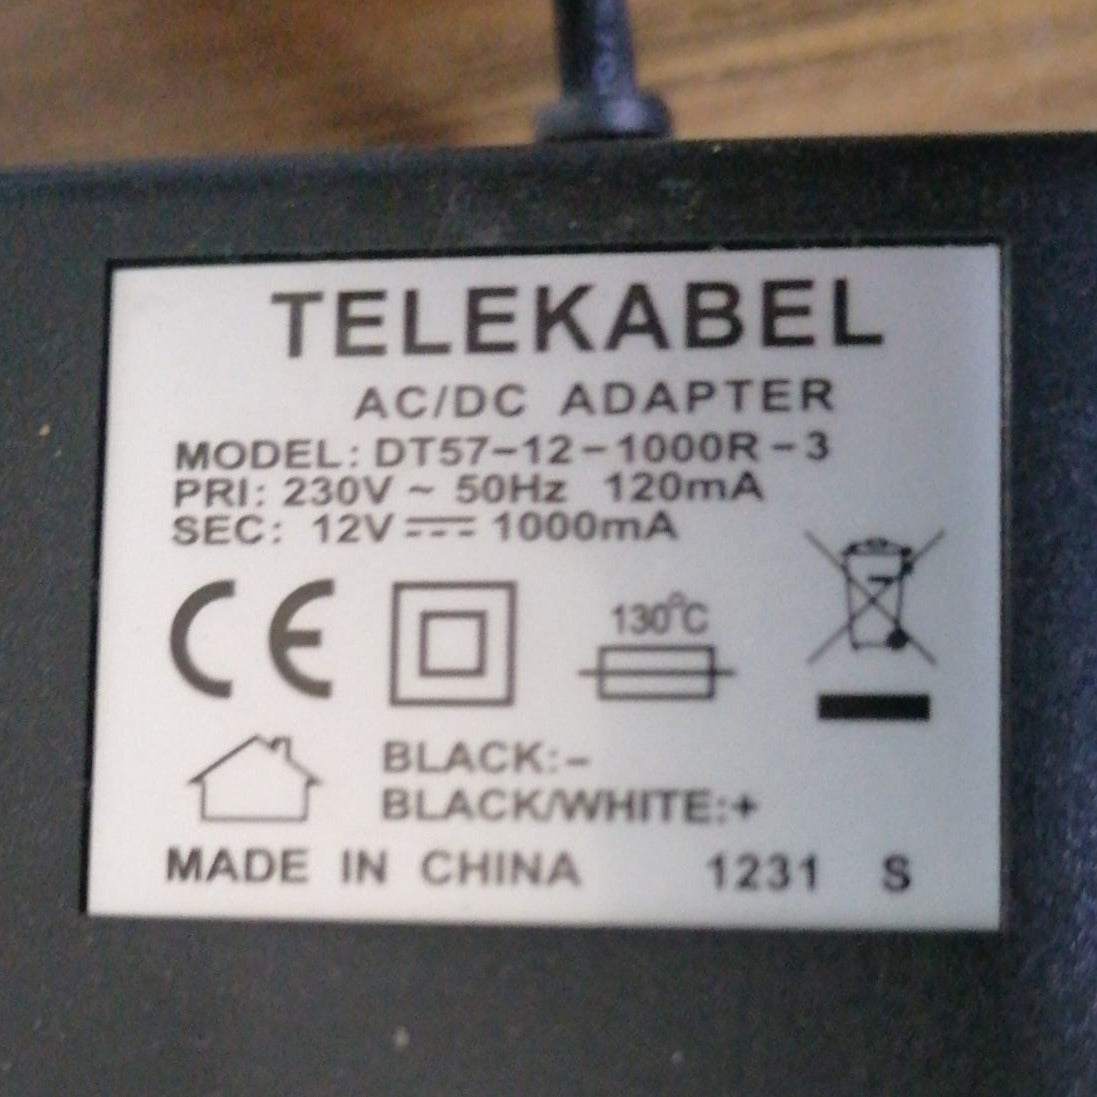 TELEKABEL
AC/DC ADAPTER
MODEL: DT57-12-1000R-3
PRI: 230V ~ 50Hz 120mA
SEC: 12V ⎓ 1000mA
CE
130°C
BLACK:-
BLACK/WHITE:+
MADE IN CHINA 1231 S